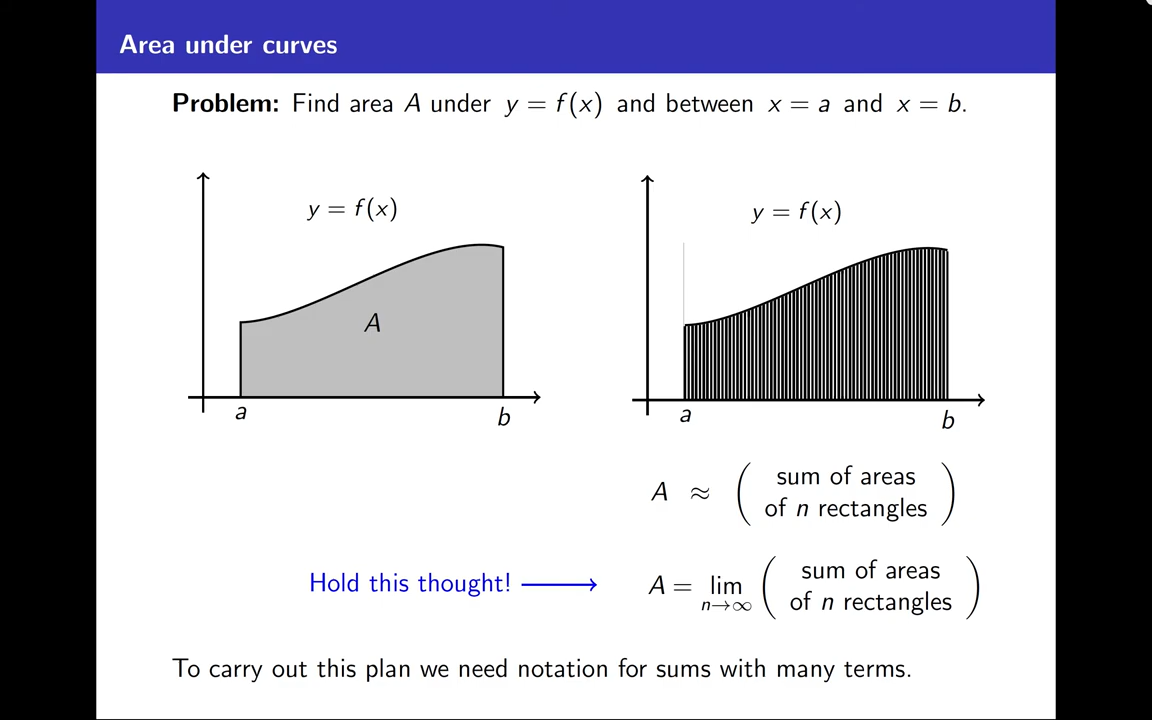 Area under curves
Problem: Find area A under y = f(x) and between x = a and x = b.
y = f(x)
A
a
b
y = f(x)
a
b
A ≈ ( sum of areas
of n rectangles )
Hold this thought!
A = lim n→∞ ( sum of areas
of n rectangles )
To carry out this plan we need notation for sums with many terms.